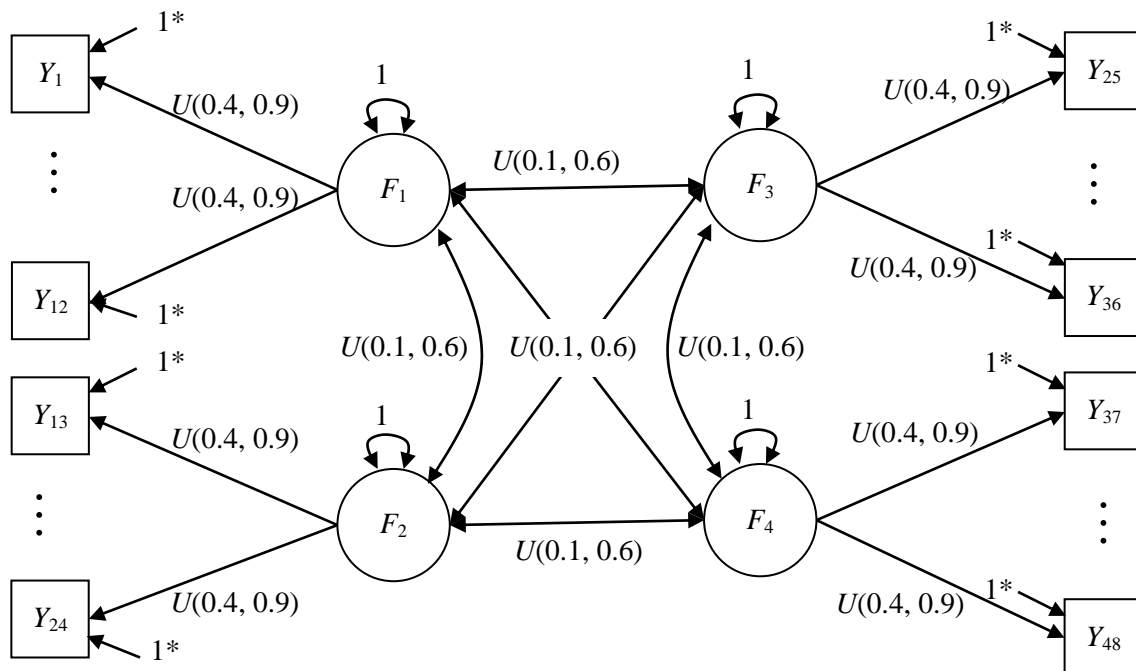 1*
1*
Y1
1
1
Y25
U(0.4, 0.9)
U(0.4, 0.9)
U(0.1, 0.6)
⋮
F1
F3
⋮
U(0.4, 0.9)
1*
U(0.4, 0.9)
Y12
Y36
1*
U(0.1, 0.6)
U(0.1, 0.6)
U(0.1, 0.6)
1*
1*
Y13
1
1
Y37
U(0.4, 0.9)
U(0.4, 0.9)
⋮
F2
F4
⋮
U(0.1, 0.6)
U(0.4, 0.9)
U(0.4, 0.9)
1*
Y24
Y48
1*